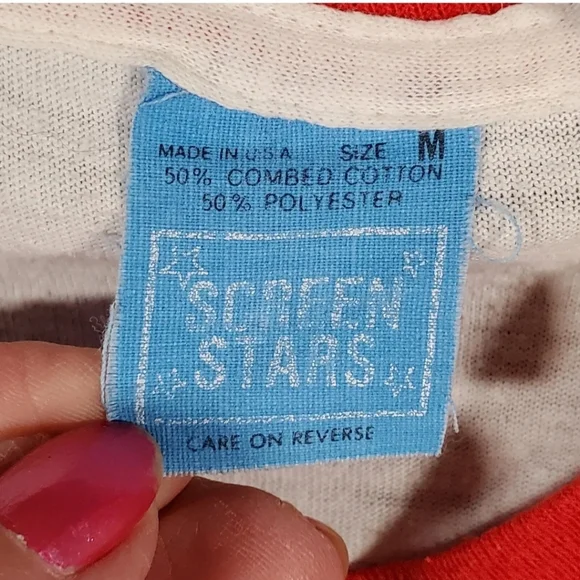 MADE IN U.S.A. SIZE M
50% COMBED COTTON
50% POLYESTER
SCREEN
STARS
CARE ON REVERSE